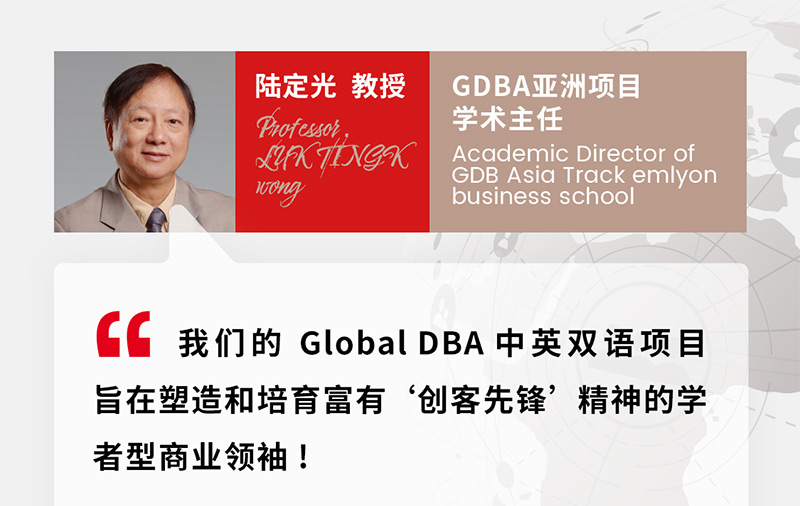 陆定光 教授
Professor.
LUK TINGK
wong
GDBA亚洲项目
学术主任
Academic Director of
GDB Asia Track emlyon
business school
“我们的 Global DBA 中英双语项目
旨在塑造和培育富有‘创客先锋’精神的学
者型商业领袖！